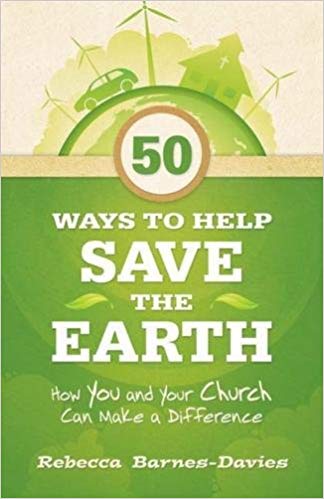 50
WAYS TO HELP
SAVE
THE
EARTH
How You and Your Church
Can Make a Difference
Rebecca Barnes-Davies